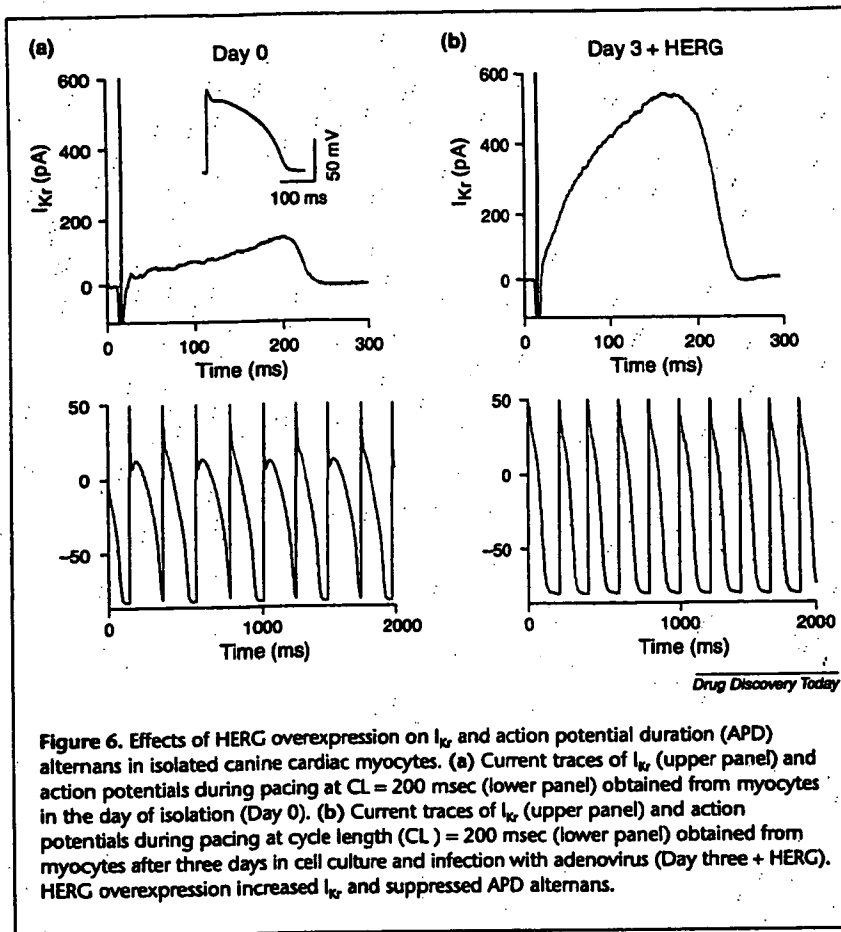 (a)
Day 0
600
400
200
0
I_Kr (pA)
50 mV
100 ms
0 100 200 300
Time (ms)
50
0
−50
0 1000 2000
Time (ms)
(b)
Day 3 + HERG
600
400
200
0
I_Kr (pA)
0 100 200 300
Time (ms)
50
0
−50
0 1000 2000
Time (ms)
Drug Discovery Today
Figure 6. Effects of HERG overexpression on I_Kr and action potential duration (APD)
alternans in isolated canine cardiac myocytes. (a) Current traces of I_Kr (upper panel) and
action potentials during pacing at CL = 200 msec (lower panel) obtained from myocytes
in the day of isolation (Day 0). (b) Current traces of I_Kr (upper panel) and action
potentials during pacing at cycle length (CL) = 200 msec (lower panel) obtained from
myocytes after three days in cell culture and infection with adenovirus (Day three + HERG).
HERG overexpression increased I_Kr and suppressed APD alternans.